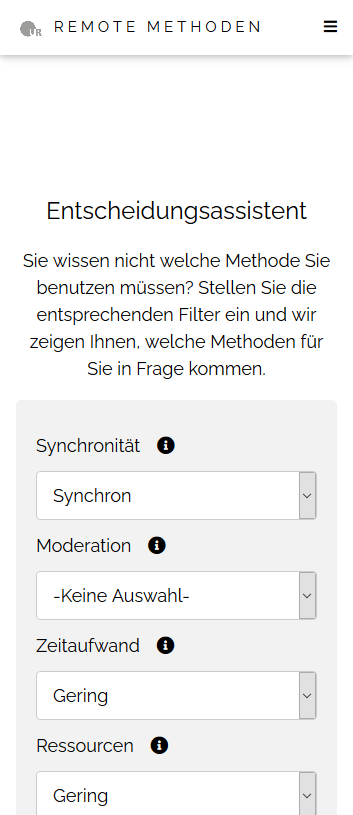 REMOTE METHODEN
Entscheidungsassistent
Sie wissen nicht welche Methode Sie
benutzen müssen? Stellen Sie die
entsprechenden Filter ein und wir
zeigen Ihnen, welche Methoden für
Sie in Frage kommen.
Synchronität
Synchron
Moderation
-Keine Auswahl-
Zeitaufwand
Gering
Ressourcen
Gering